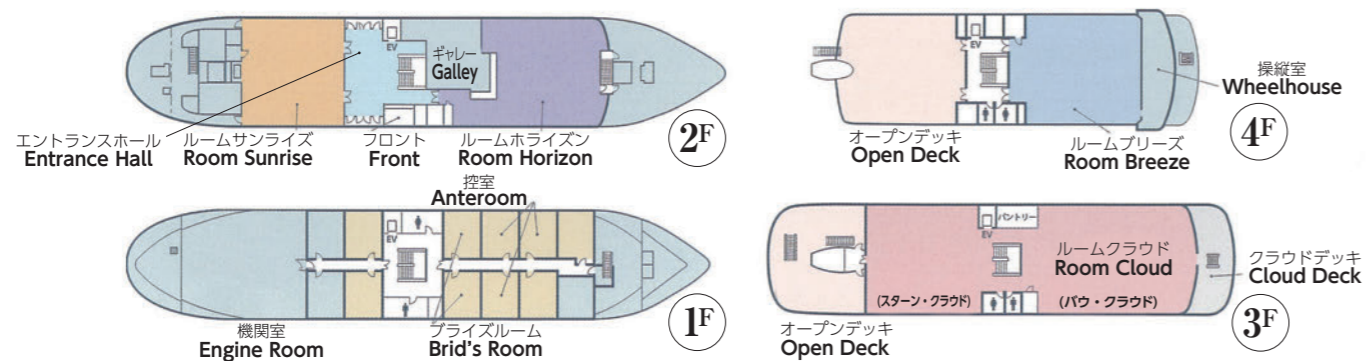 EV
ギャレー
Galley
エントランスホール
Entrance Hall
ルームサンライズ
Room Sunrise
フロント
Front
ルームホライズン
Room Horizon
2F
EV
操縦室
Wheelhouse
オープンデッキ
Open Deck
ルームブリーズ
Room Breeze
4F
控室
Anteroom
EV
機関室
Engine Room
ブライズルーム
Brid's Room
1F
EV
パントリー
ルームクラウド
Room Cloud
(スターン・クラウド)
(バウ・クラウド)
クラウドデッキ
Cloud Deck
オープンデッキ
Open Deck
3F